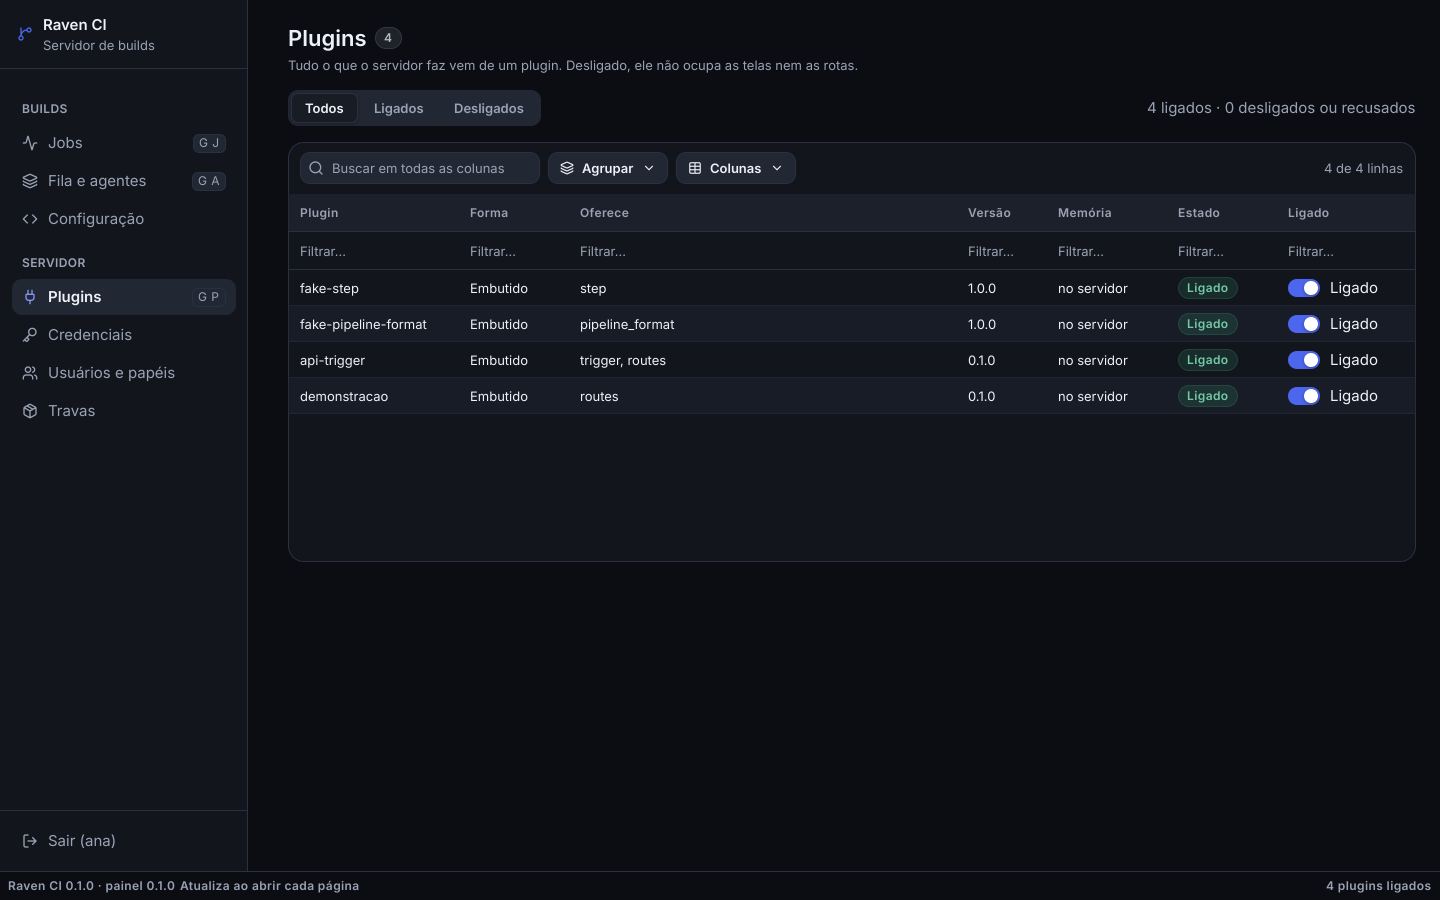 Raven CI
Servidor de builds
BUILDS
Jobs G J
Fila e agentes G A
Configuração
SERVIDOR
Plugins G P
Credenciais
Usuários e papéis
Travas
Sair (ana)
Plugins 4
Tudo o que o servidor faz vem de um plugin. Desligado, ele não ocupa as telas nem as rotas.
Todos Ligados Desligados 4 ligados · 0 desligados ou recusados
Buscar em todas as colunas Agrupar Colunas 4 de 4 linhas
Plugin Forma Oferece Versão Memória Estado Ligado
Filtrar... Filtrar... Filtrar... Filtrar... Filtrar... Filtrar... Filtrar...
fake-step Embutido step 1.0.0 no servidor Ligado Ligado
fake-pipeline-format Embutido pipeline_format 1.0.0 no servidor Ligado Ligado
api-trigger Embutido trigger, routes 0.1.0 no servidor Ligado Ligado
demonstracao Embutido routes 0.1.0 no servidor Ligado Ligado
Raven CI 0.1.0 · painel 0.1.0 Atualiza ao abrir cada página 4 plugins ligados